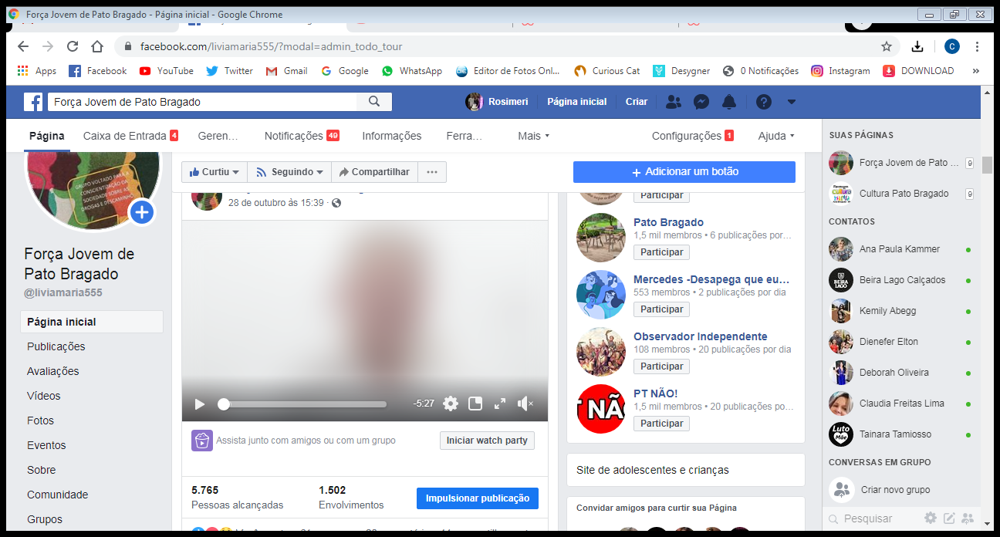 Força Jovem de Pato Bragado - Página inicial - Google Chrome
facebook.com/liviamaria555/?modal=admin_todo_tour
C
Apps
Facebook
YouTube
Twitter
Gmail
Google
WhatsApp
Editor de Fotos Onl...
Curious Cat
Desygner
0 Notificações
Instagram
DOWNLOAD
»
Força Jovem de Pato Bragado
Rosimeri
Página inicial
Criar
Página
Caixa de Entrada 4
Geren...
Notificações 49
Informações
Ferra...
Mais
Configurações 1
Ajuda
GRUPO VOLTADO PARA A
CONSCIENTIZAÇÃO DA
SOCIEDADE SOBRE AS
DROGAS E DESCAMINHO
Força Jovem de
Pato Bragado
@liviamaria555
Página inicial
Publicações
Avaliações
Vídeos
Fotos
Eventos
Sobre
Comunidade
Grupos
Curtiu
Seguindo
Compartilhar
...
+ Adicionar um botão
28 de outubro às 15:39 ·
-5:27
Assista junto com amigos ou com um grupo
Iniciar watch party
5.765
Pessoas alcançadas
1.502
Envolvimentos
Impulsionar publicação
Participar
Pato Bragado
1,5 mil membros • 6 publicações por...
Participar
Mercedes -Desapega que eu...
553 membros • 2 publicações por dia
Participar
Observador Independente
108 membros • 20 publicações por dia
Participar
PT NÃO!
1,5 mil membros • 20 publicações po...
Participar
T NÃ
Site de adolescentes e crianças
Convidar amigos para curtir sua Página
SUAS PÁGINAS
Força Jovem de Pato ... 9
Cultura Pato Bragado 9
CONTATOS
Ana Paula Kammer
Beira Lago Calçados
BEIRA
LAGO
Kemily Abegg
Dienefer Elton
Deborah Oliveira
Claudia Freitas Lima
Tainara Tamiosso
Luto
Mãe
CONVERSAS EM GRUPO
Criar novo grupo
Pesquisar